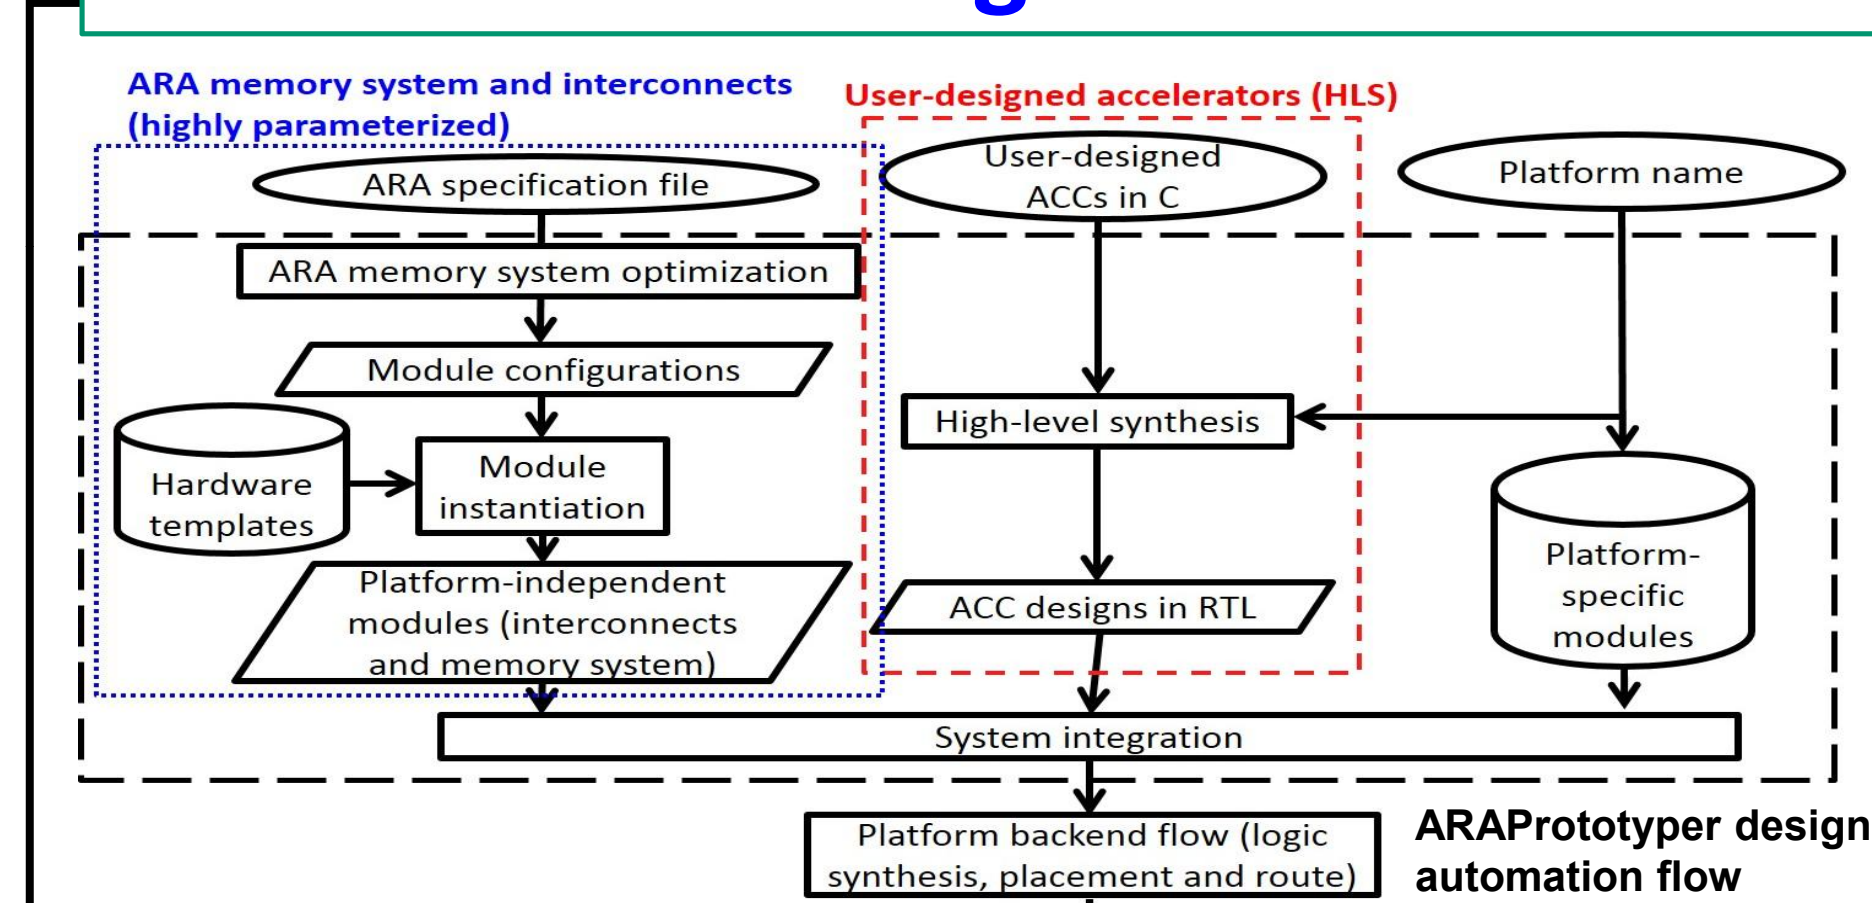 ARA memory system and interconnects
(highly parameterized)
User-designed accelerators (HLS)
ARA specification file
User-designed
ACCs in C
Platform name
ARA memory system optimization
Module configurations
High-level synthesis
Hardware
templates
Module
instantiation
Platform-independent
modules (interconnects
and memory system)
ACC designs in RTL
Platform-
specific
modules
System integration
Platform backend flow (logic
synthesis, placement and route)
ARAPrototyper design
automation flow